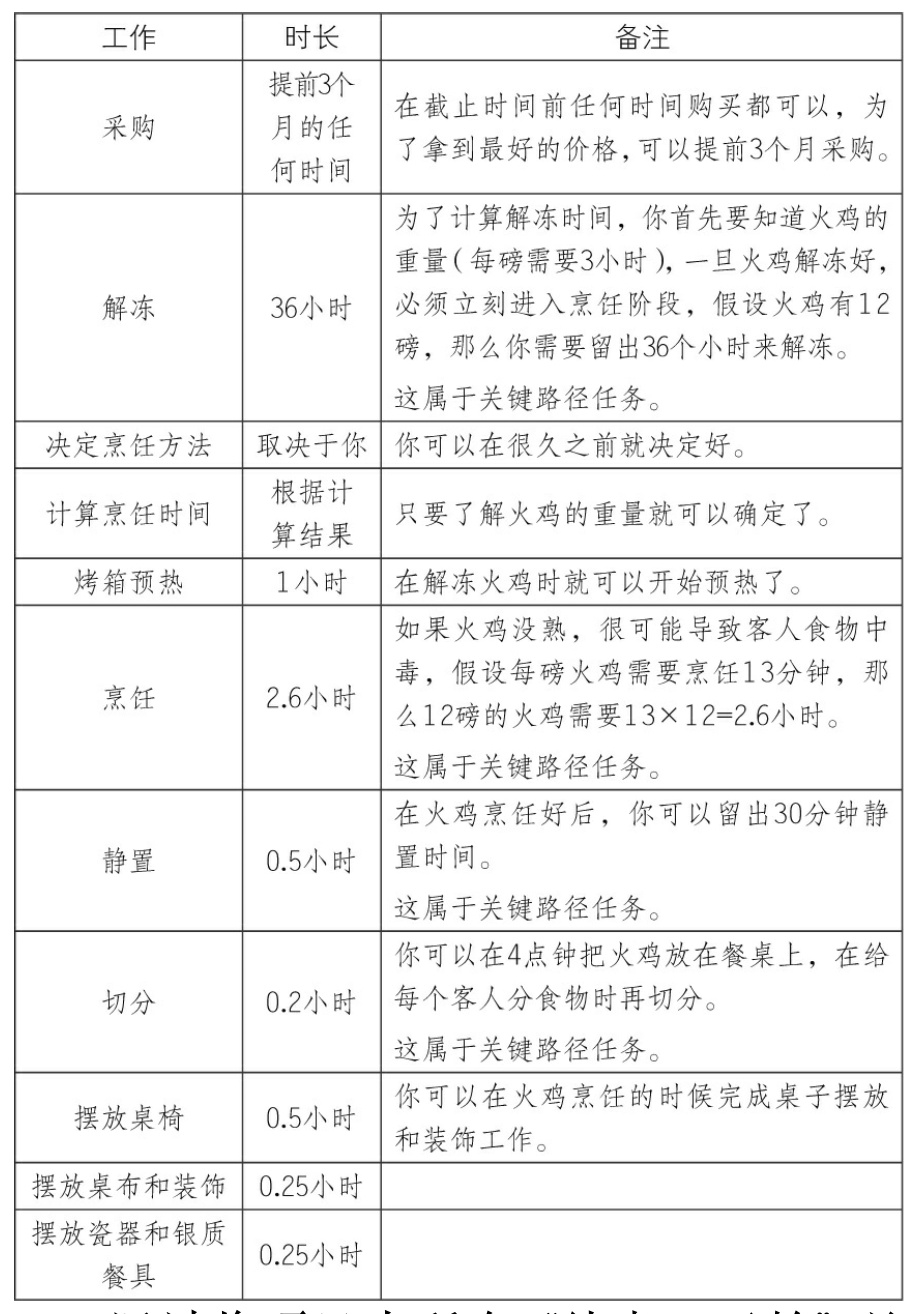 工作 时长 备注
采购
提前3个
月的任
何时间
在截止时间前任何时间购买都可以，为
了拿到最好的价格，可以提前3个月采购。
解冻
36小时
为了计算解冻时间，你首先要知道火鸡的
重量（每磅需要3小时），一旦火鸡解冻好，
必须立刻进入烹饪阶段，假设火鸡有12
磅，那么你需要留出36个小时来解冻。
这属于关键路径任务。
决定烹饪方法 取决于你 你可以在很久之前就决定好。
计算烹饪时间
根据计
算结果
只要了解火鸡的重量就可以确定了。
烤箱预热 1小时 在解冻火鸡时就可以开始预热了。
烹饪
2.6小时
如果火鸡没熟，很可能导致客人食物中
毒，假设每磅火鸡需要烹饪13分钟，那
么12磅的火鸡需要13×12=2.6小时。
这属于关键路径任务。
静置
0.5小时
在火鸡烹饪好后，你可以留出30分钟静
置时间。
这属于关键路径任务。
切分
0.2小时
你可以在4点钟把火鸡放在餐桌上，在给
每个客人分食物时再切分。
这属于关键路径任务。
摆放桌椅
0.5小时
你可以在火鸡烹饪的时候完成桌子摆放
和装饰工作。
摆放桌布和装饰 0.25小时
摆放瓷器和银质
餐具
0.25小时